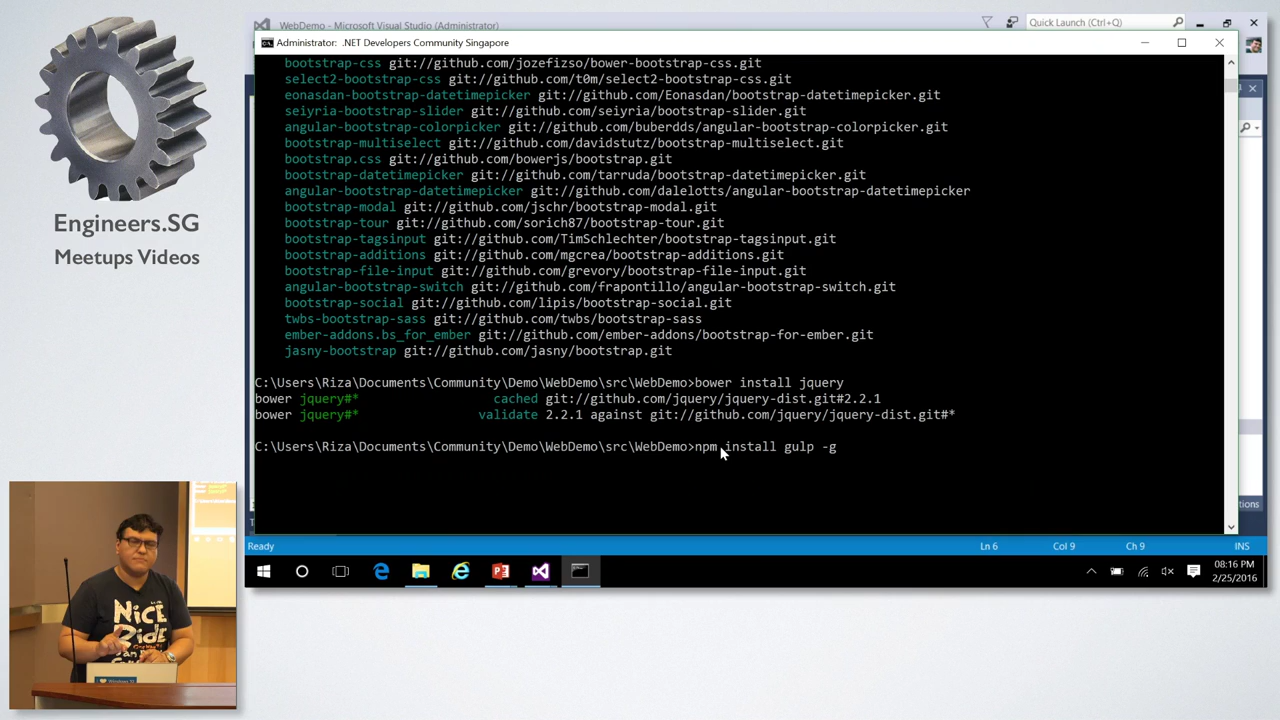 WebDemo - Microsoft Visual Studio (Administrator)
Quick Launch (Ctrl+Q)
Administrator: .NET Developers Community Singapore
bootstrap-css git://github.com/jozefizso/bower-bootstrap-css.git
select2-bootstrap-css git://github.com/t0m/select2-bootstrap-css.git
eonasdan-bootstrap-datetimepicker git://github.com/Eonasdan/bootstrap-datetimepicker.git
seiyria-bootstrap-slider git://github.com/seiyria/bootstrap-slider.git
angular-bootstrap-colorpicker git://github.com/buberdds/angular-bootstrap-colorpicker.git
bootstrap-multiselect git://github.com/davidstutz/bootstrap-multiselect.git
bootstrap.css git://github.com/bowerjs/bootstrap.git
bootstrap-datetimepicker git://github.com/tarruda/bootstrap-datetimepicker.git
angular-bootstrap-datetimepicker git://github.com/dalelotts/angular-bootstrap-datetimepicker
bootstrap-modal git://github.com/jschr/bootstrap-modal.git
bootstrap-tour git://github.com/sorich87/bootstrap-tour.git
bootstrap-tagsinput git://github.com/TimSchlechter/bootstrap-tagsinput.git
bootstrap-additions git://github.com/mgcrea/bootstrap-additions.git
bootstrap-file-input git://github.com/grevory/bootstrap-file-input.git
angular-bootstrap-switch git://github.com/frapontillo/angular-bootstrap-switch.git
bootstrap-social git://github.com/lipis/bootstrap-social.git
twbs-bootstrap-sass git://github.com/twbs/bootstrap-sass
ember-addons.bs_for_ember git://github.com/ember-addons/bootstrap-for-ember.git
jasny-bootstrap git://github.com/jasny/bootstrap.git
C:\Users\Riza\Documents\Community\Demo\WebDemo\src\WebDemo>bower install jquery
bower jquery#* cached git://github.com/jquery/jquery-dist.git#2.2.1
bower jquery#* validate 2.2.1 against git://github.com/jquery/jquery-dist.git#*
C:\Users\Riza\Documents\Community\Demo\WebDemo\src\WebDemo>npm install gulp -g
Ready
Ln 6
Col 9
Ch 9
INS
08:16 PM
2/25/2016
Engineers.SG
Meetups Videos
NiCE
Ride